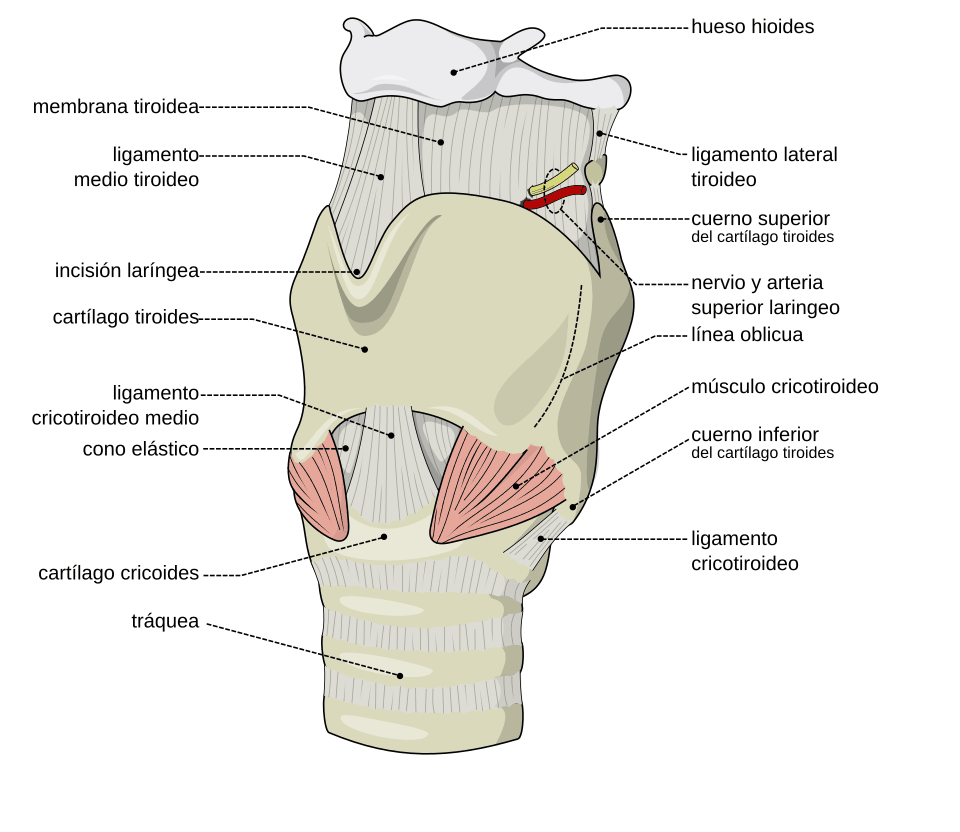 membrana tiroidea
ligamento
medio tiroideo
incisión laríngea
cartílago tiroides
ligamento
cricotiroideo medio
cono elástico
cartílago cricoides
tráquea
hueso hioides
ligamento lateral
tiroideo
cuerno superior
del cartílago tiroides
nervio y arteria
superior laringeo
línea oblicua
músculo cricotiroideo
cuerno inferior
del cartílago tiroides
ligamento
cricotiroideo